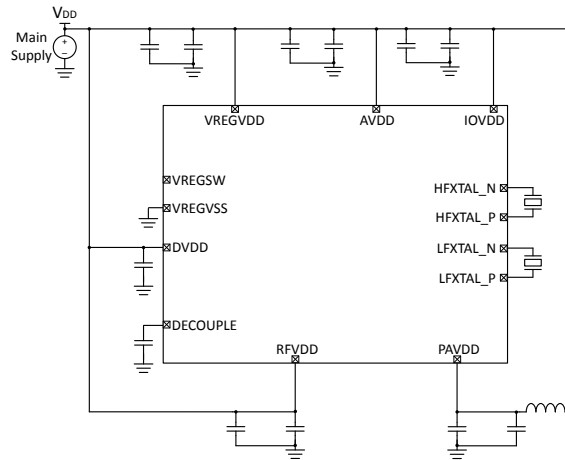 VDD
Main
Supply
+
−
VREGVDD
AVDD
IOVDD
VREGSW
HFXTAL_N
VREGVSS
HFXTAL_P
DVDD
LFXTAL_N
LFXTAL_P
DECOUPLE
RFVDD
PAVDD